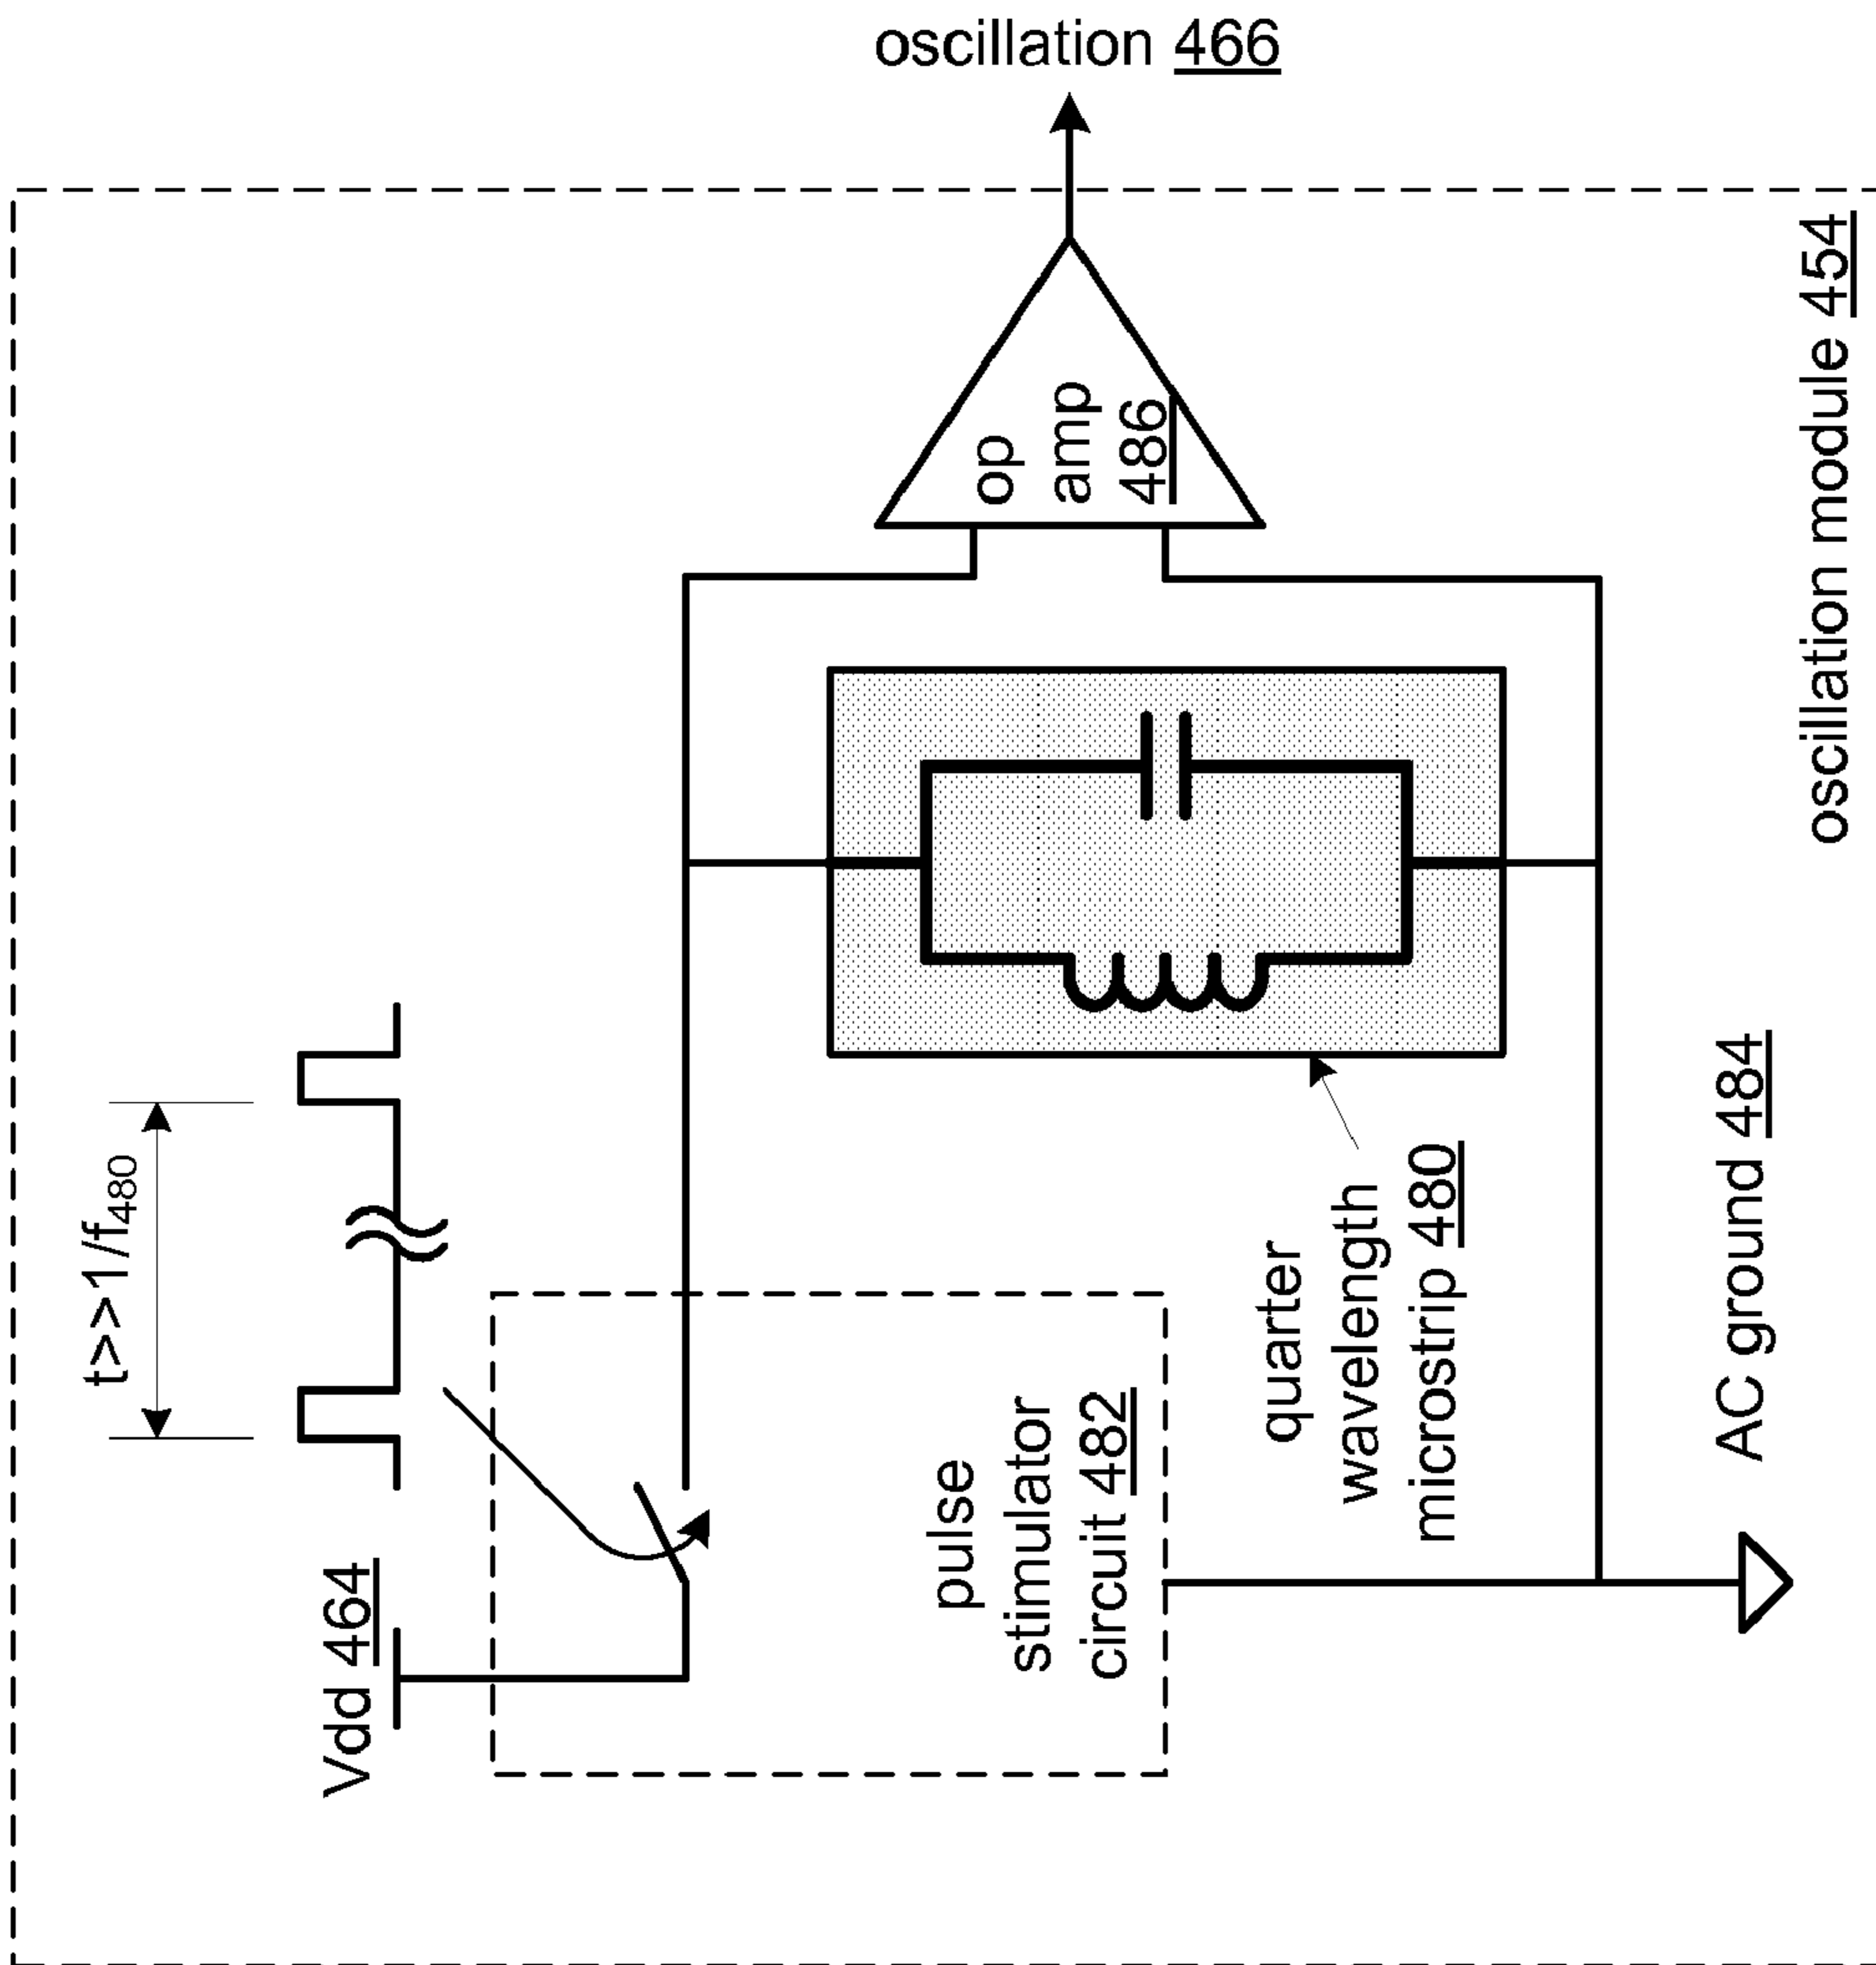 oscillation 466
t>>1/f480
Vdd 464
pulse
stimulator
circuit 482
op
amp
486
quarter
wavelength
microstrip 480
AC ground 484
oscillation module 454